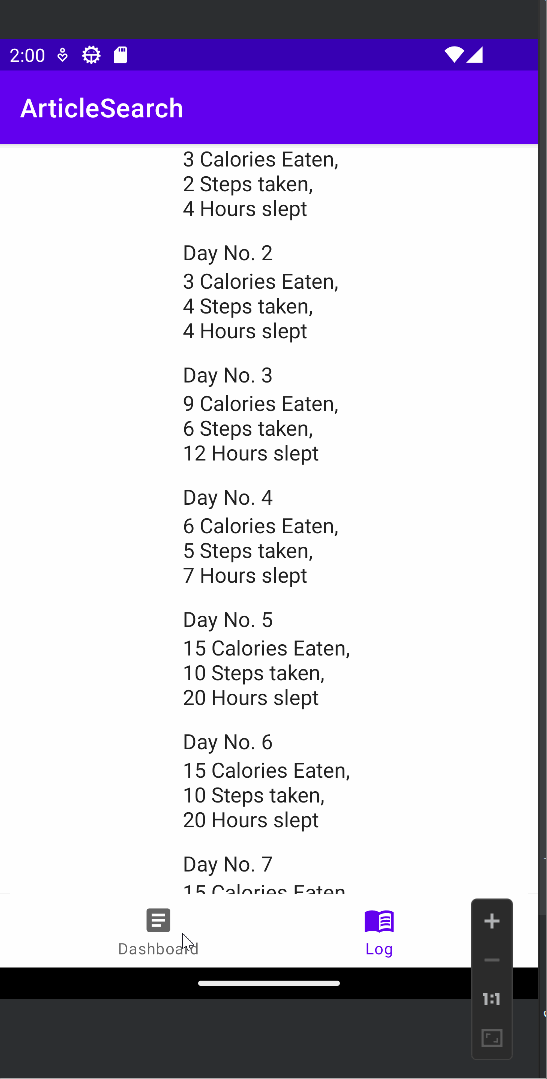 2:00
ArticleSearch
3 Calories Eaten,
2 Steps taken,
4 Hours slept
Day No. 2
3 Calories Eaten,
4 Steps taken,
4 Hours slept
Day No. 3
9 Calories Eaten,
6 Steps taken,
12 Hours slept
Day No. 4
6 Calories Eaten,
5 Steps taken,
7 Hours slept
Day No. 5
15 Calories Eaten,
10 Steps taken,
20 Hours slept
Day No. 6
15 Calories Eaten,
10 Steps taken,
20 Hours slept
Day No. 7
15 Calories Eaten
Dashboard
Log
1:1